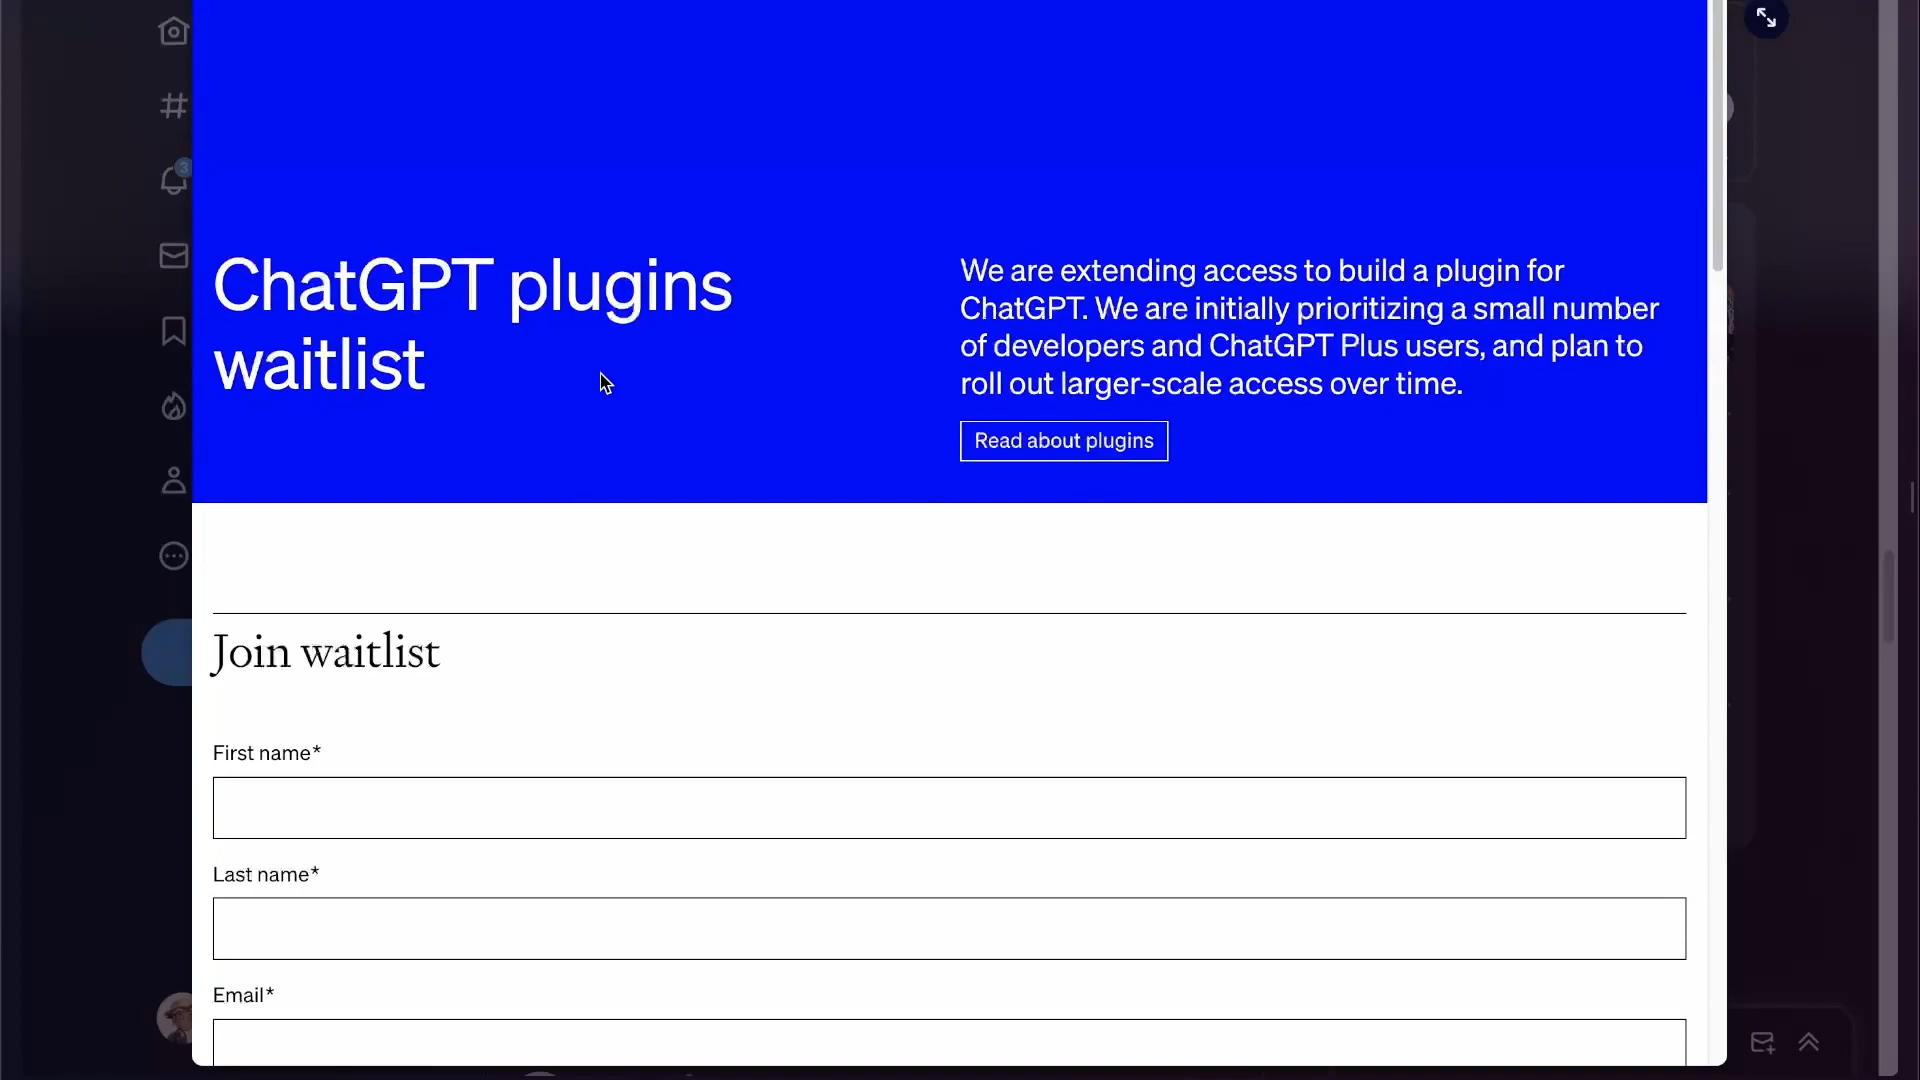 3
ChatGPT plugins
waitlist
We are extending access to build a plugin for
ChatGPT. We are initially prioritizing a small number
of developers and ChatGPT Plus users, and plan to
roll out larger-scale access over time.
Read about plugins
Join waitlist
First name*
Last name*
Email*